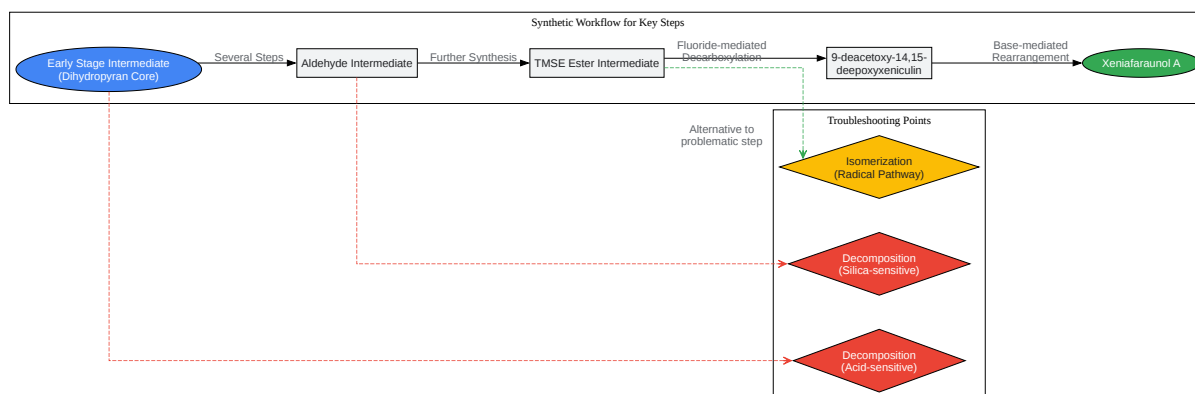 Synthetic Workflow for Key Steps
Early Stage Intermediate
(Dihydropyran Core)
Several Steps
Aldehyde Intermediate
Further Synthesis
TMSE Ester Intermediate
Fluoride-mediated
Decarboxylation
9-deacetoxy-14,15-
deepoxyxeniculin
Base-mediated
Rearrangement
Xeniafaraunol A
Alternative to
problematic step
Troubleshooting Points
Isomerization
(Radical Pathway)
Decomposition
(Silica-sensitive)
Decomposition
(Acid-sensitive)